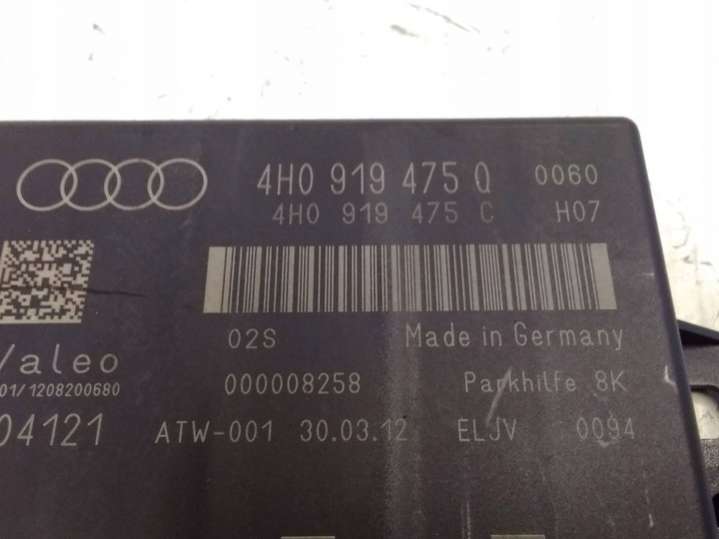 4H0 919 475 Q 0060
4H0 919 475 C H07
02S Made in Germany
Valeo
01/1208200680 000008258 Parkhilfe 8K
04121 ATW-001 30.03.12 ELJV 0094